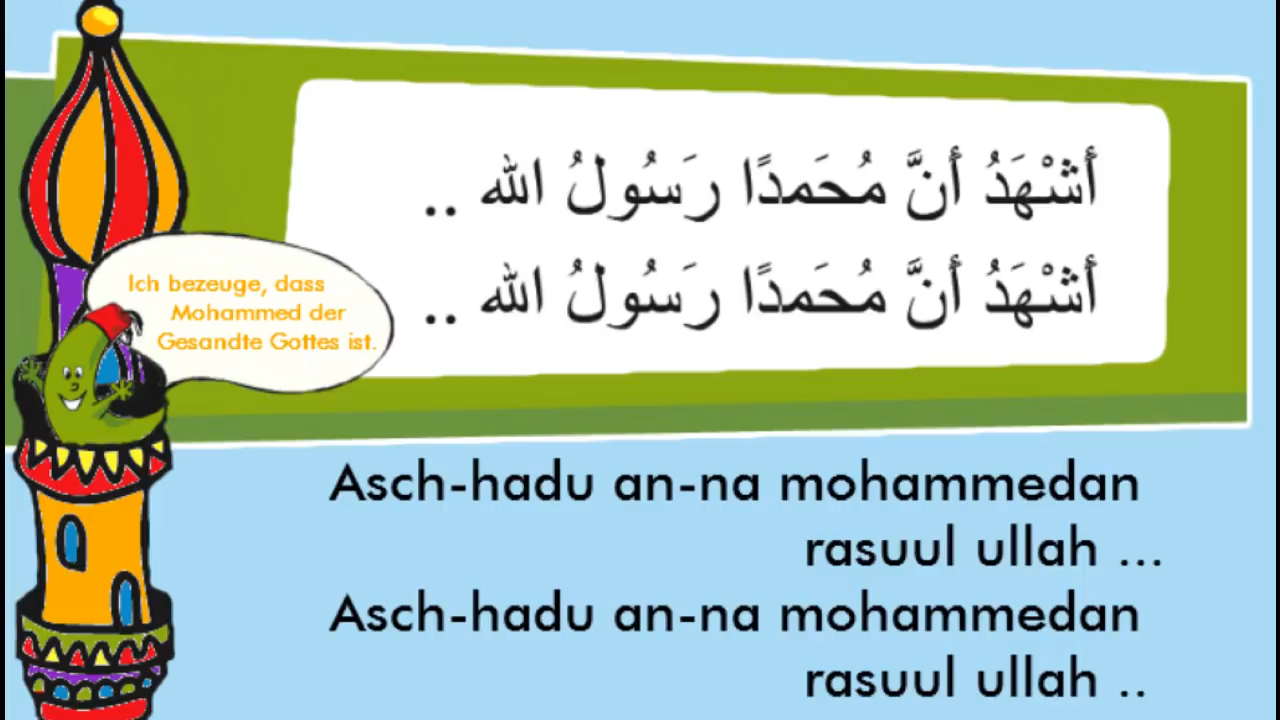 أَشْهَدُ أَنَّ مُحَمدًا رَسُولُ الله ..
أَشْهَدُ أَنَّ مُحَمدًا رَسُولُ الله ..
Ich bezeuge, dass
Mohammed der
Gesandte Gottes ist.
Asch-hadu an-na mohammedan
rasuul ullah ...
Asch-hadu an-na mohammedan
rasuul ullah ..